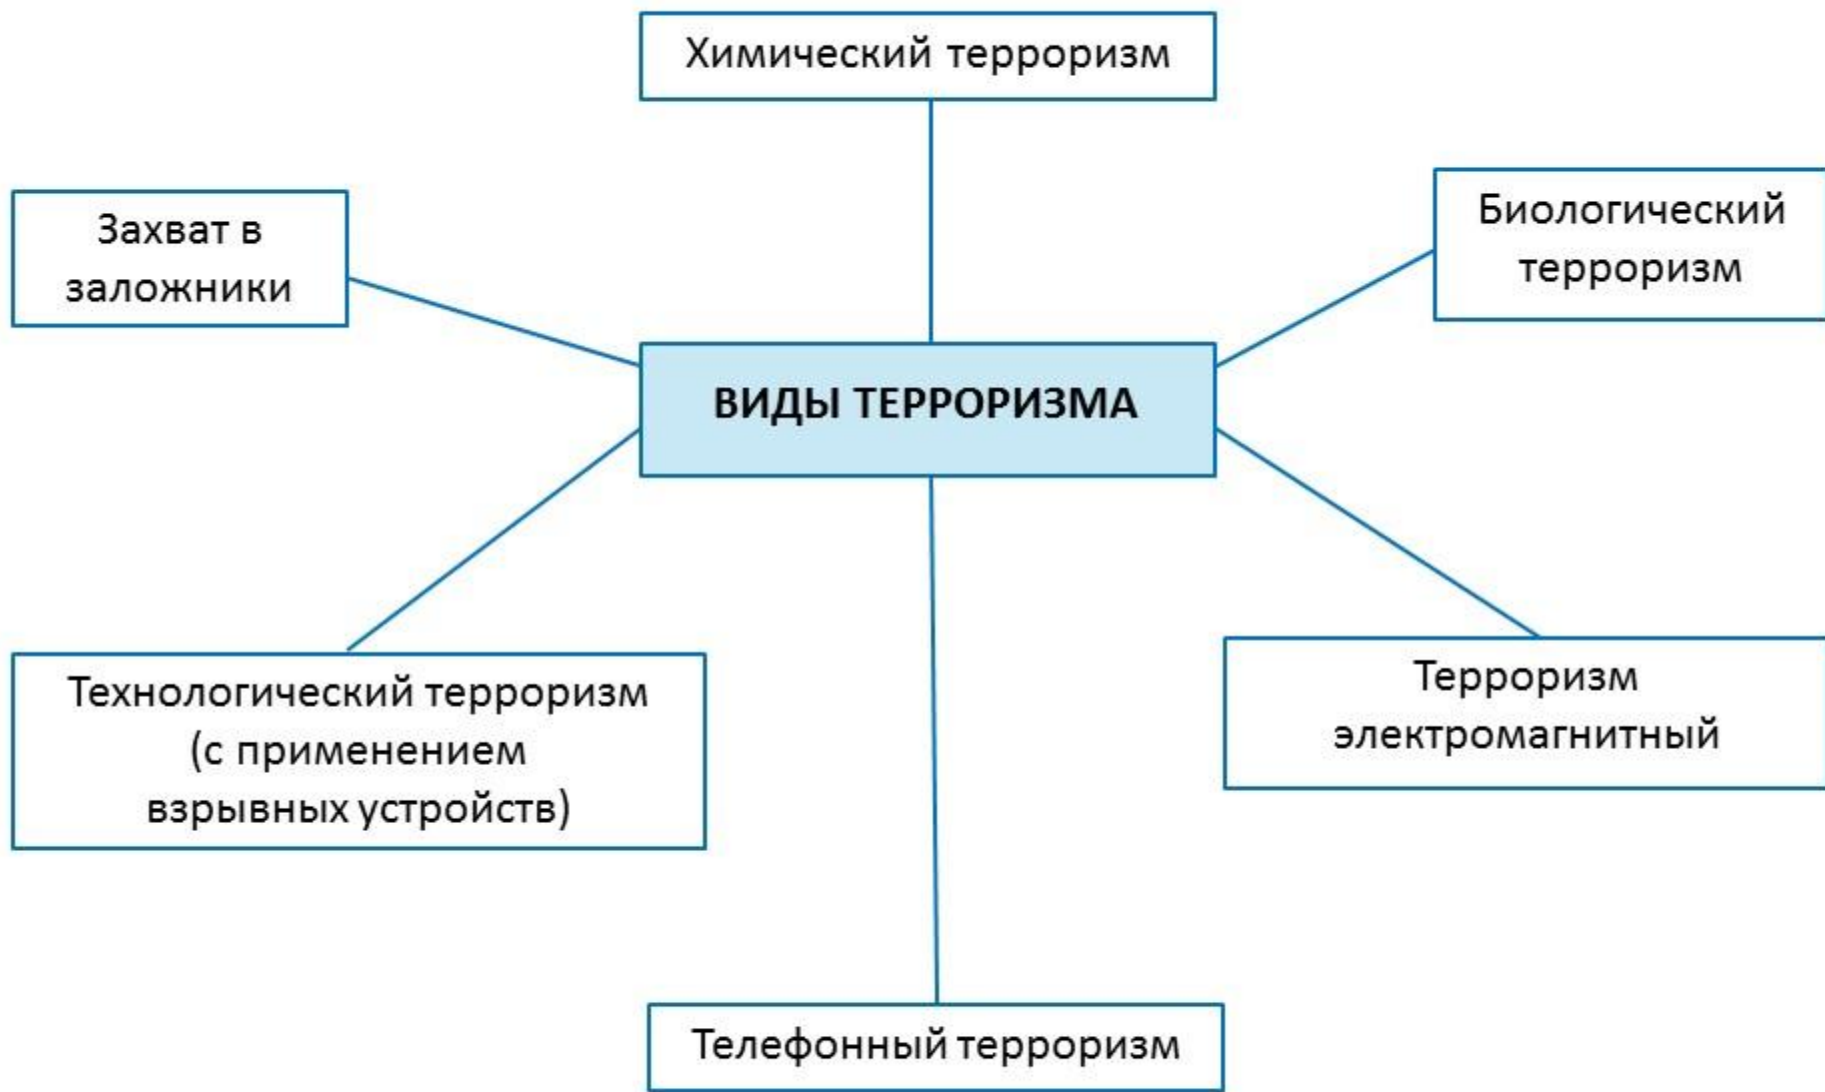 Химический терроризм
Захват в
заложники
Биологический
терроризм
ВИДЫ ТЕРРОРИЗМА
Технологический терроризм
(с применением
взрывных устройств)
Терроризм
электромагнитный
Телефонный терроризм